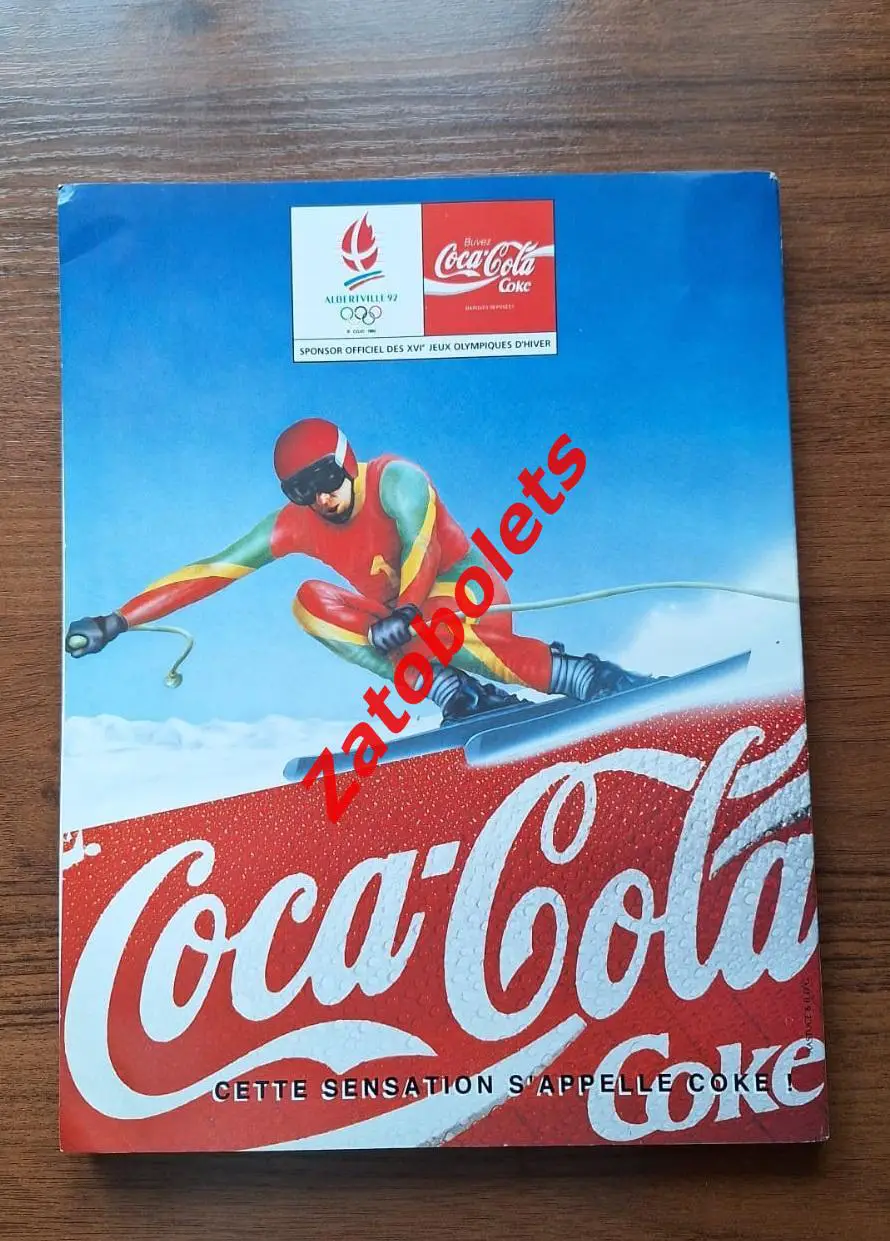 Buvez
Coca-Cola
Coke
ALBERTVILLE 92
SPONSOR OFFICIEL DES XVIᵉ JEUX OLYMPIQUES D'HIVER
Zatobolets
Coca-Cola
Coke
CETTE SENSATION S'APPELLE COKE !